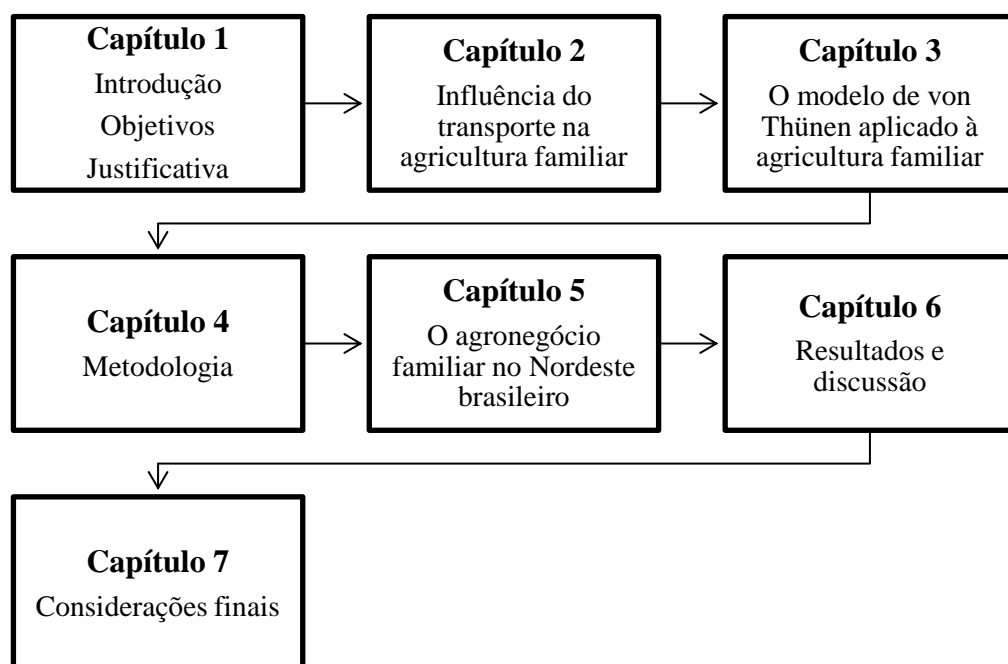 Capítulo 1
Introdução
Objetivos
Justificativa
Capítulo 2
Influência do
transporte na
agricultura familiar
Capítulo 3
O modelo de von
Thünen aplicado à
agricultura familiar
Capítulo 4
Metodologia
Capítulo 5
O agronegócio
familiar no Nordeste
brasileiro
Capítulo 6
Resultados e
discussão
Capítulo 7
Considerações finais